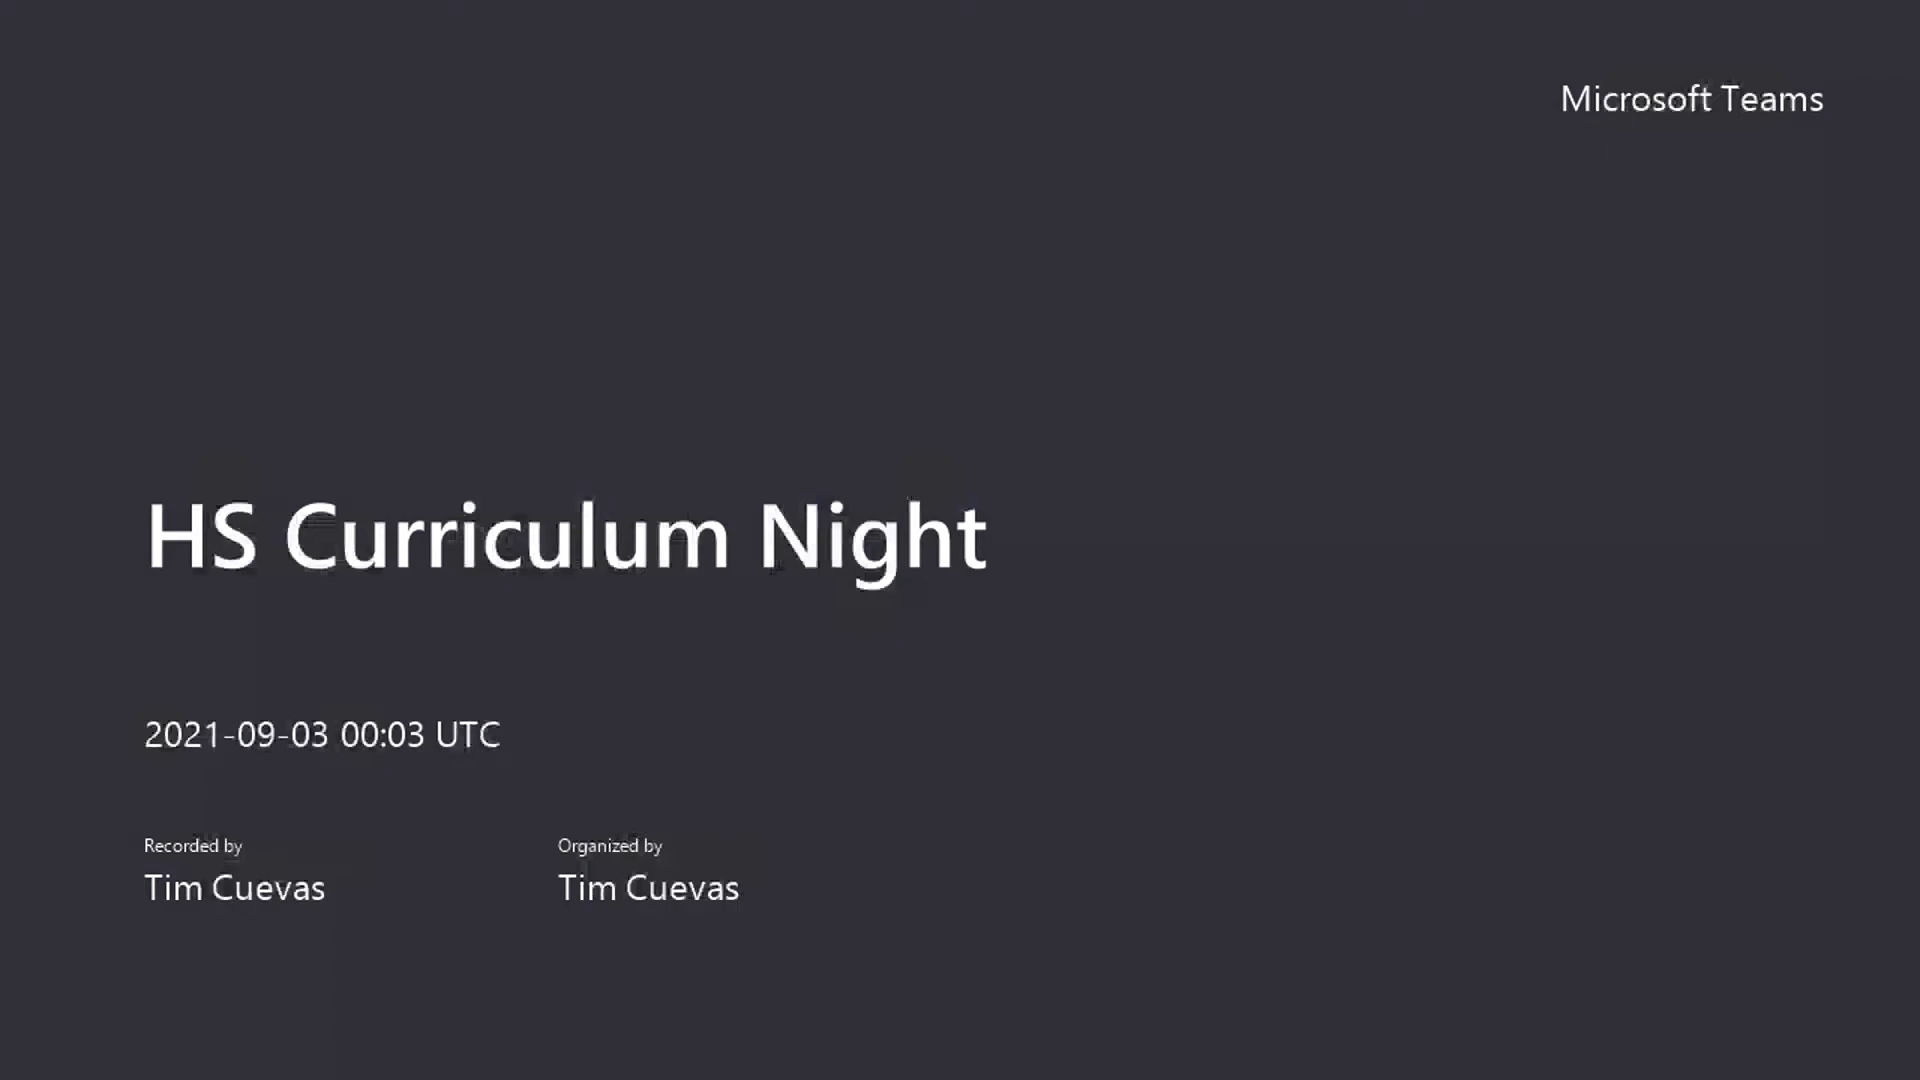 Microsoft Teams
HS Curriculum Night
2021-09-03 00:03 UTC
Recorded by
Tim Cuevas
Organized by
Tim Cuevas